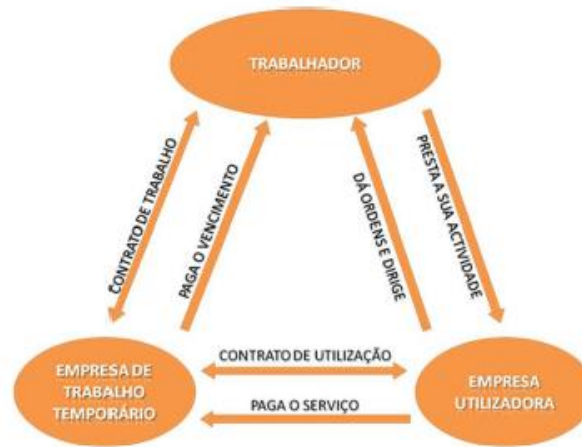 TRABALHADOR
CONTRATO DE TRABALHO
PAGA O VENCIMENTO
DÁ ORDENS E DIRIGE
PRESTA A SUA ACTIVIDADE
EMPRESA DE
TRABALHO
TEMPORÁRIO
CONTRATO DE UTILIZAÇÃO
PAGA O SERVIÇO
EMPRESA
UTILIZADORA